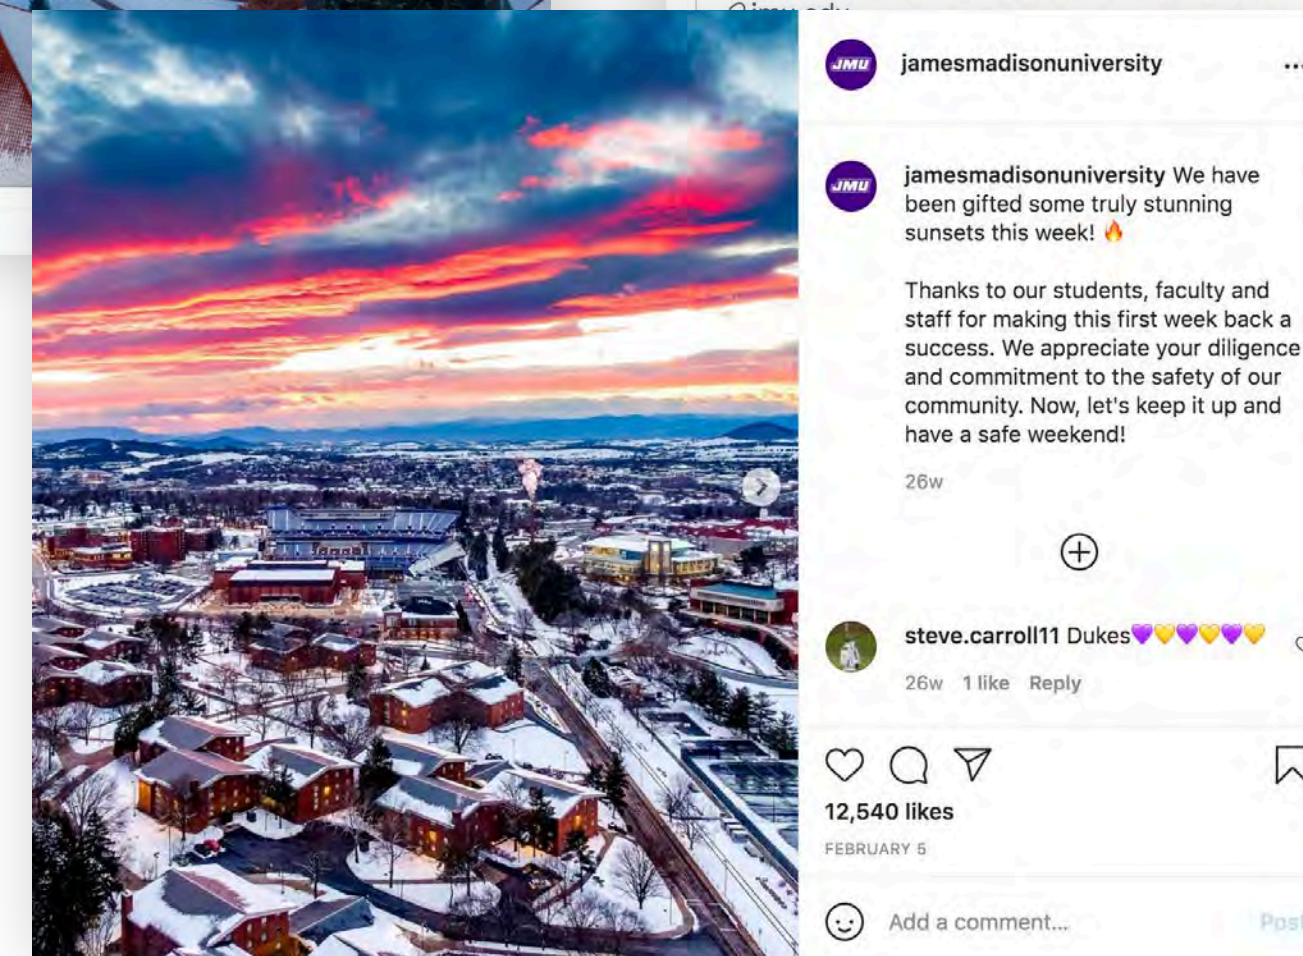 JMU
jamesmadisonuniversity
JMU
jamesmadisonuniversity We have
been gifted some truly stunning
sunsets this week! 🔥
Thanks to our students, faculty and
staff for making this first week back a
success. We appreciate your diligence
and commitment to the safety of our
community. Now, let's keep it up and
have a safe weekend!
26w
steve.carroll11 Dukes💜💛💜💛💜💛
26w 1 like Reply
12,540 likes
FEBRUARY 5
Add a comment...
Post